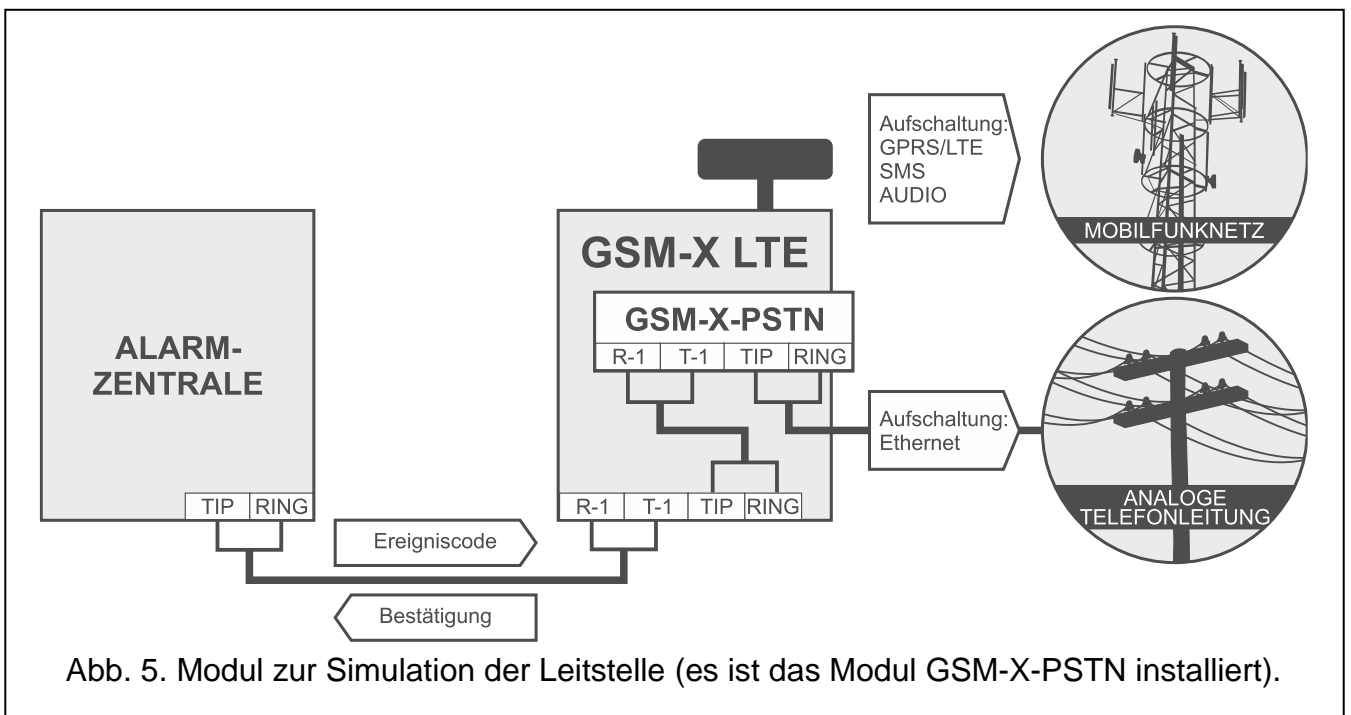 Aufschaltung:
GPRS/LTE
SMS
AUDIO
MOBILFUNKNETZ
GSM-X LTE
GSM-X-PSTN
R-1 T-1 TIP RING
ALARM-
ZENTRALE
Aufschaltung:
Ethernet
ANALOGE
TELEFONLEITUNG
TIP RING
R-1 T-1 TIP RING
Ereigniscode
Bestätigung
Abb. 5. Modul zur Simulation der Leitstelle (es ist das Modul GSM-X-PSTN installiert).